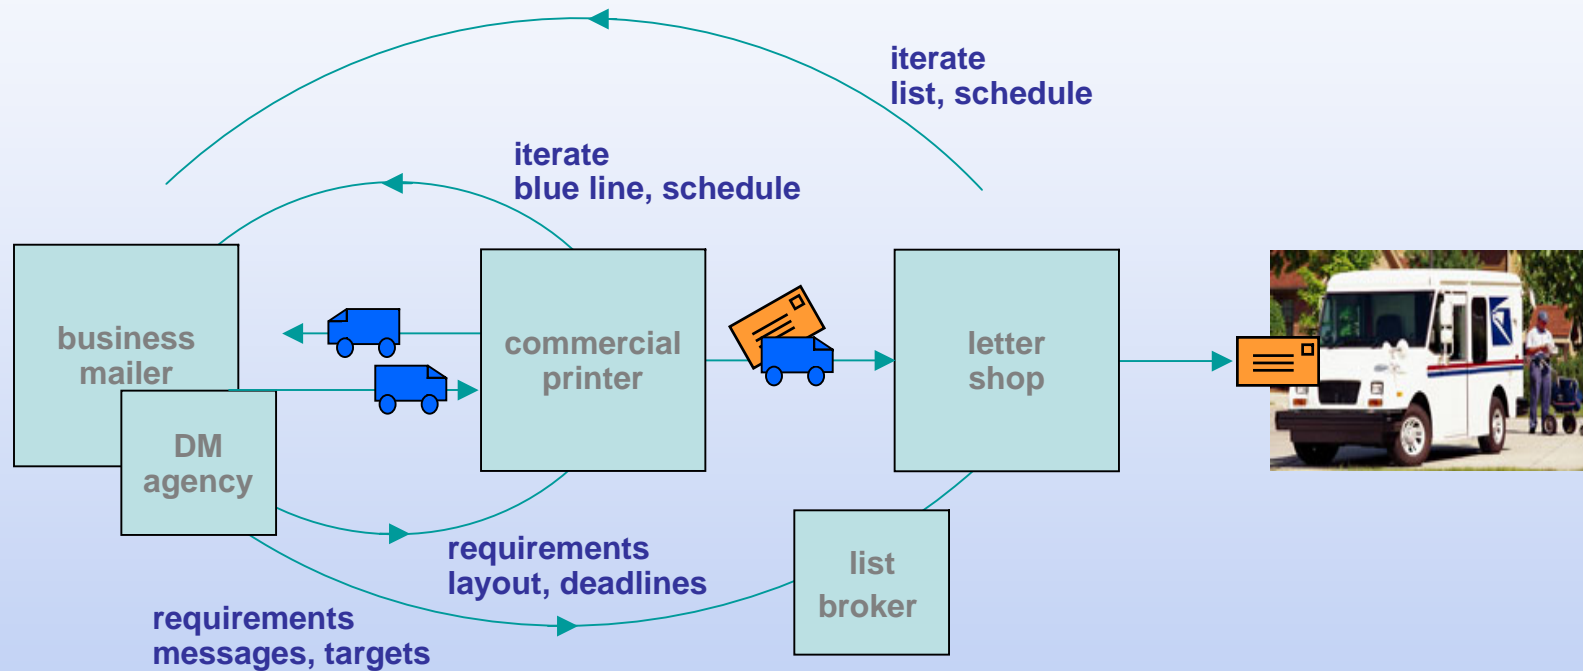 iterate
list, schedule
iterate
blue line, schedule
business
mailer
commercial
printer
letter
shop
DM
agency
requirements
layout, deadlines
list
broker
requirements
messages, targets